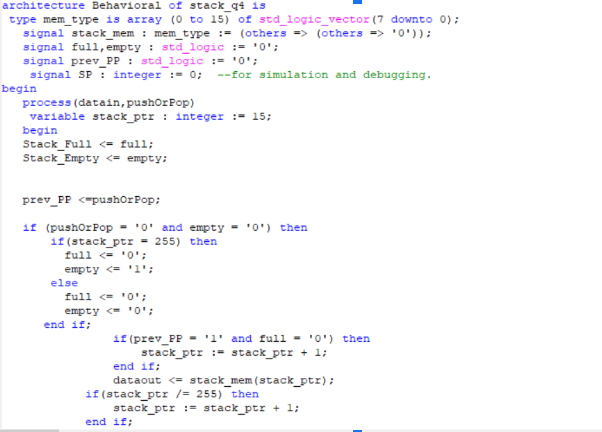 architecture Behavioral of stack_q4 is
type mem_type is array (0 to 15) of std_logic_vector(7 downto 0);
signal stack_mem : mem_type := (others => (others => '0'));
signal full,empty : std_logic := '0';
signal prev_PP : std_logic := '0';
signal SP : integer := 0;  --for simulation and debugging.
begin
process(datain,pushOrPop)
variable stack_ptr : integer := 15;
begin
Stack_Full <= full;
Stack_Empty <= empty;
prev_PP <=pushOrPop;
if (pushOrPop = '0' and empty = '0') then
if(stack_ptr = 255) then
full <= '0';
empty <= '1';
else
full <= '0';
empty <= '0';
end if;
if(prev_PP = '1' and full = '0') then
stack_ptr := stack_ptr + 1;
end if;
dataout <= stack_mem(stack_ptr);
if(stack_ptr /= 255) then
stack_ptr := stack_ptr + 1;
end if;